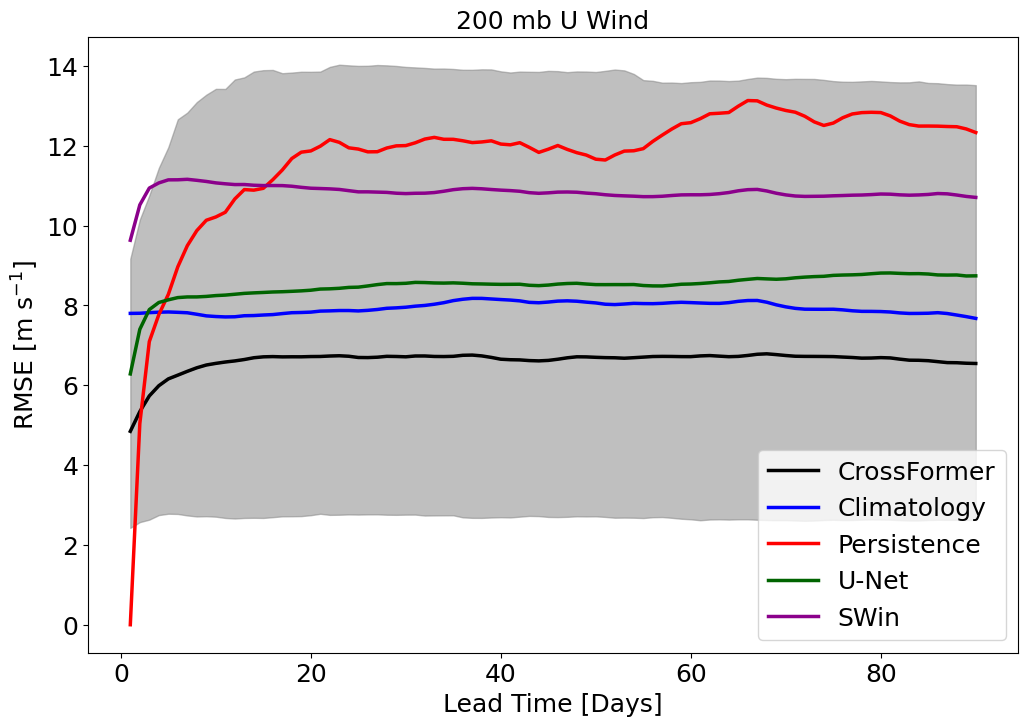 200 mb U Wind
RMSE [m s⁻¹]
14
12
10
8
6
4
2
0
0 20 40 60 80
Lead Time [Days]
CrossFormer
Climatology
Persistence
U-Net
SWin